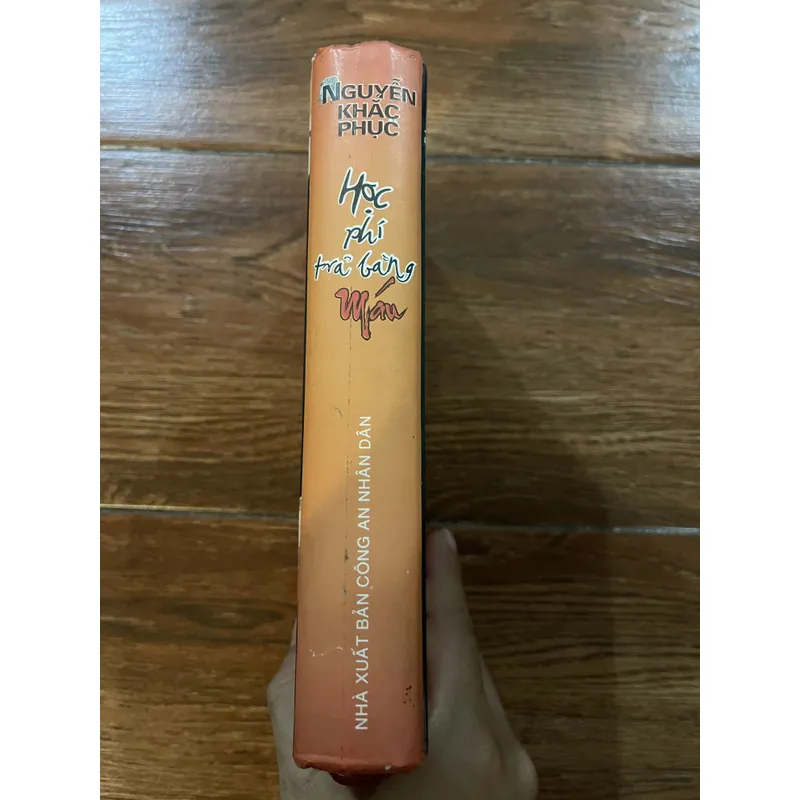 NGUYỄN
KHẮC
PHỤC
Học
phí
trả bằng
Máu
NHÀ XUẤT BẢN CÔNG AN NHÂN DÂN